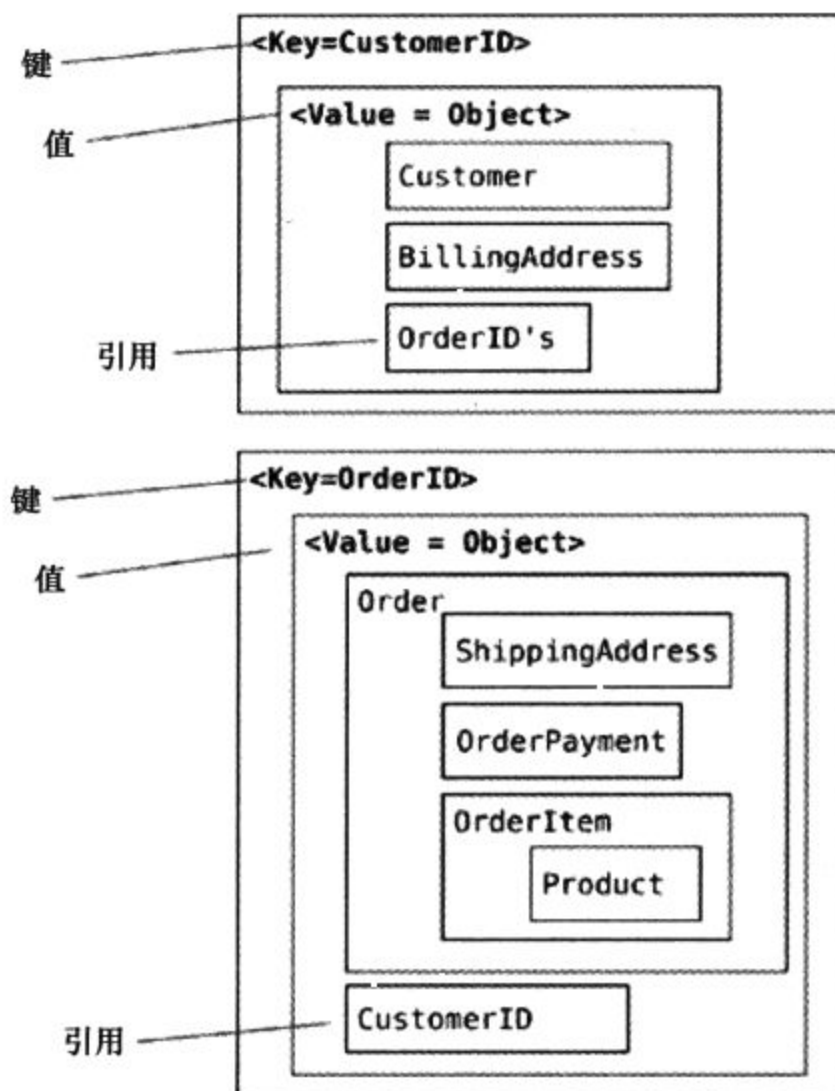 键
<Key=CustomerID>
值
<Value = Object>
Customer
BillingAddress
引用
OrderID's
键
<Key=OrderID>
值
<Value = Object>
Order
ShippingAddress
OrderPayment
OrderItem
Product
引用
CustomerID